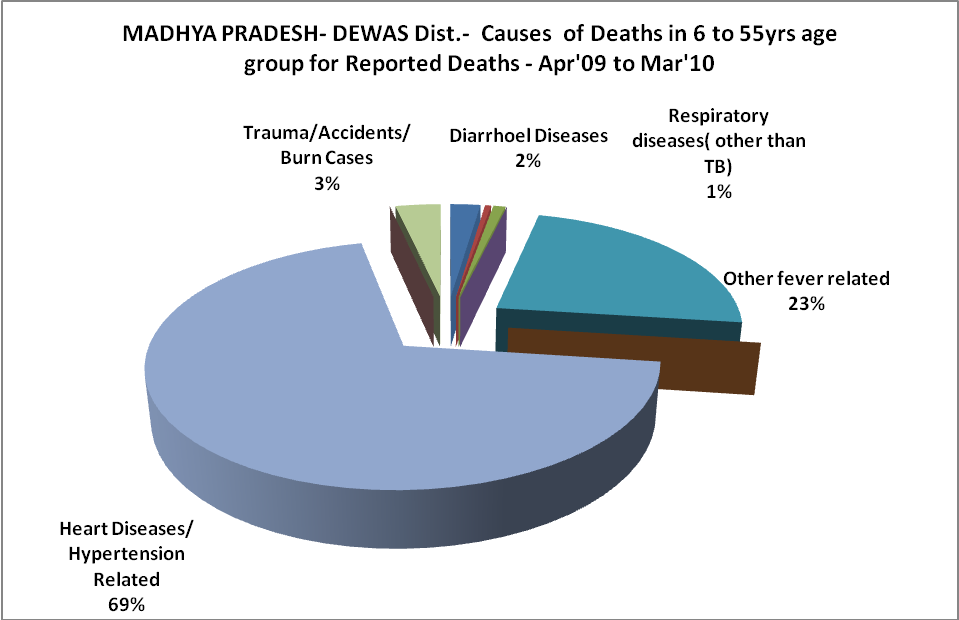 MADHYA PRADESH- DEWAS Dist.- Causes of Deaths in 6 to 55yrs age
group for Reported Deaths - Apr'09 to Mar'10
Trauma/Accidents/
Burn Cases
3%
Diarrhoel Diseases
2%
Respiratory
diseases( other than
TB)
1%
Other fever related
23%
Heart Diseases/
Hypertension
Related
69%